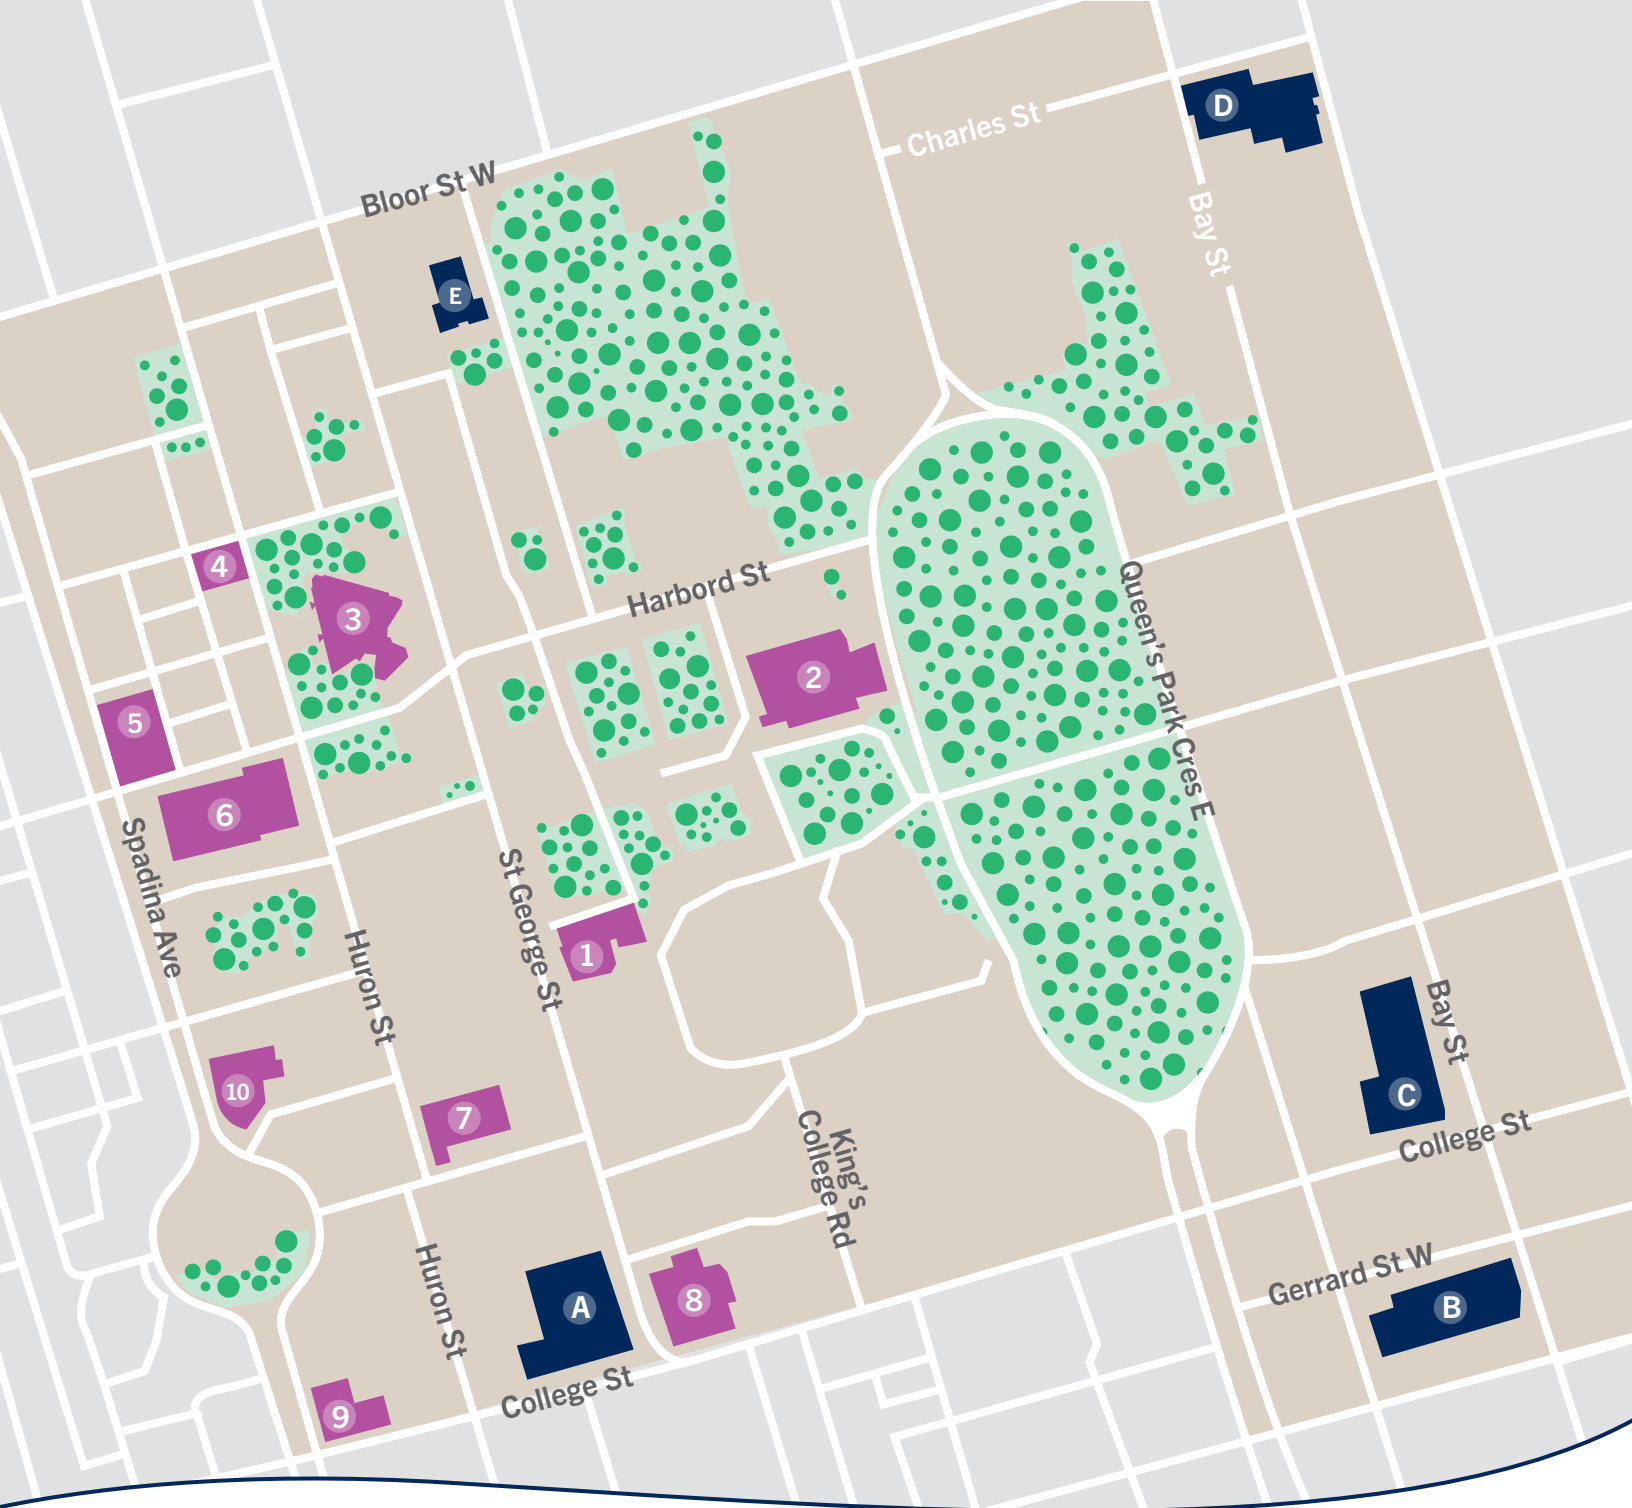 D
Charles St
Bloor St W
Bay St
E
4
Harbord St
3
Queen's Park Cres E
2
5
6
Spadina Ave
St George St
1
Huron St
Bay St
10
7
C
College St
King's
College Rd
Huron St
Gerrard St W
A
8
B
College St
9